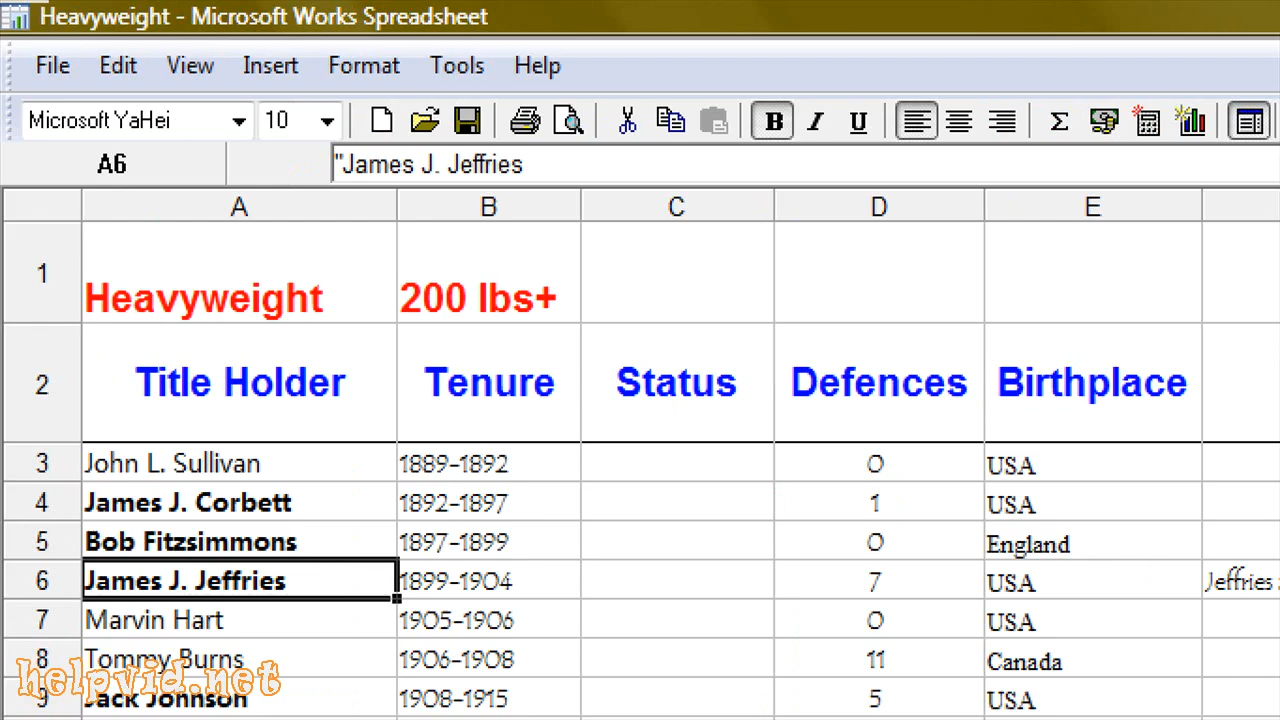 Heavyweight - Microsoft Works Spreadsheet
File Edit View Insert Format Tools Help
Microsoft YaHei 10 B I U Σ
A6 "James J. Jeffries
A B C D E
1 Heavyweight 200 lbs+
2 Title Holder Tenure Status Defences Birthplace
3 John L. Sullivan 1889-1892 0 USA
4 James J. Corbett 1892-1897 1 USA
5 Bob Fitzsimmons 1897-1899 0 England
6 James J. Jeffries 1899-1904 7 USA Jeffries
7 Marvin Hart 1905-1906 0 USA
8 Tommy Burns 1906-1908 11 Canada
helpvid.net
9 Jack Johnson 1908-1915 5 USA